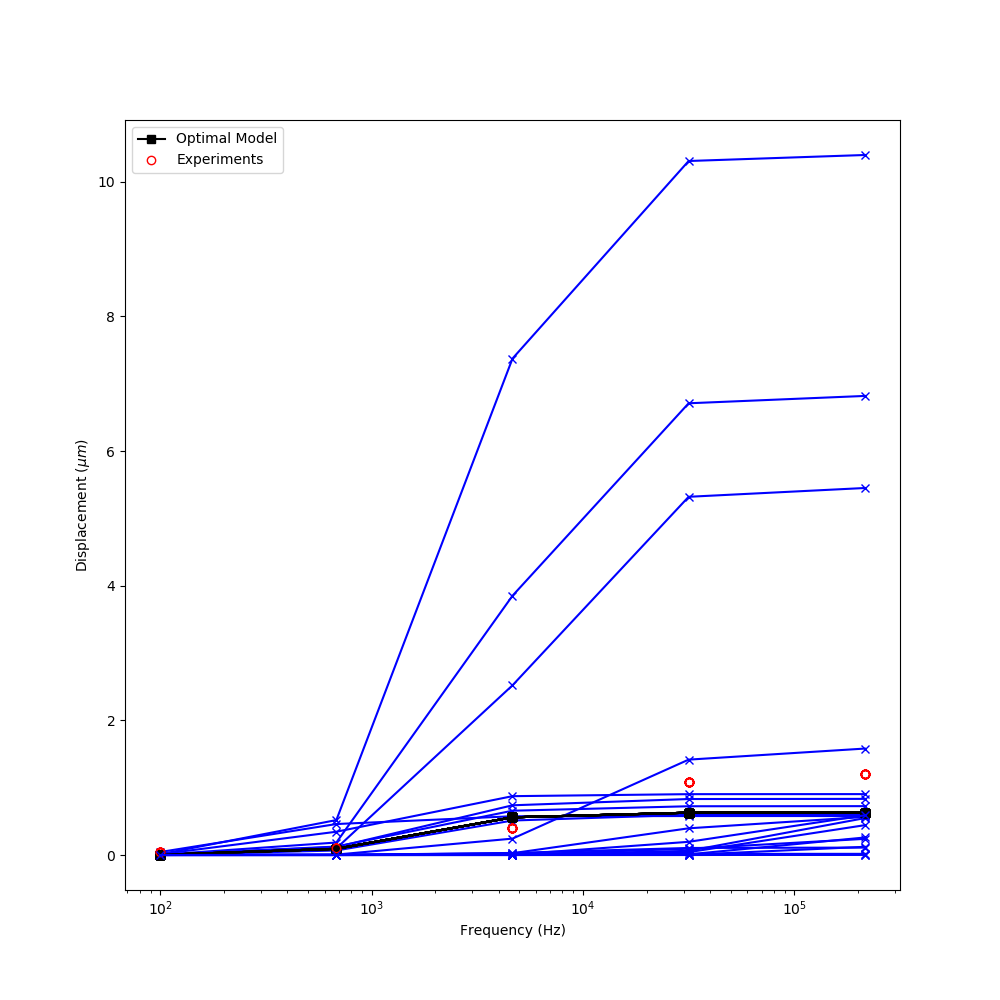 Optimal Model
Experiments
10
8
6
4
2
0
Displacement (μm)
10² 10³ 10⁴ 10⁵
Frequency (Hz)